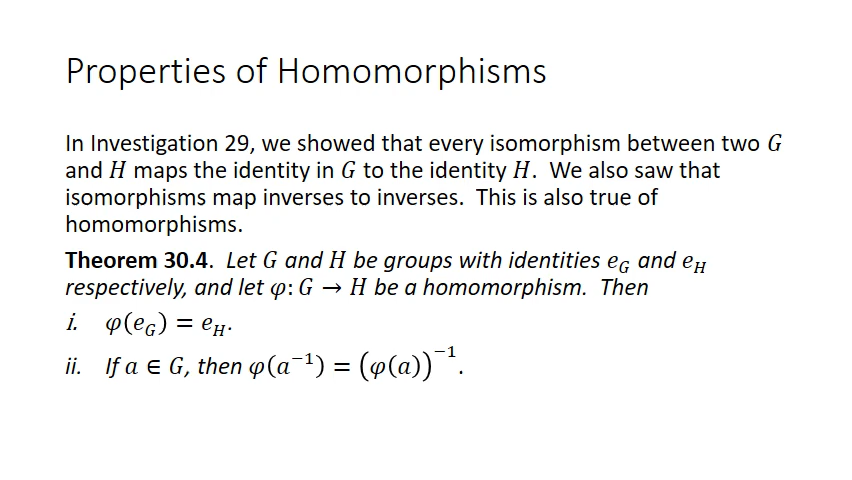 Properties of Homomorphisms
In Investigation 29, we showed that every isomorphism between two 𝐺
and 𝐻 maps the identity in 𝐺 to the identity 𝐻. We also saw that
isomorphisms map inverses to inverses. This is also true of
homomorphisms.
Theorem 30.4. Let 𝐺 and 𝐻 be groups with identities 𝑒_𝐺 and 𝑒_𝐻
respectively, and let 𝜑: 𝐺 → 𝐻 be a homomorphism. Then
i. 𝜑(𝑒_𝐺) = 𝑒_𝐻.
ii. If 𝑎 ∈ 𝐺, then 𝜑(𝑎⁻¹) = (𝜑(𝑎))⁻¹.